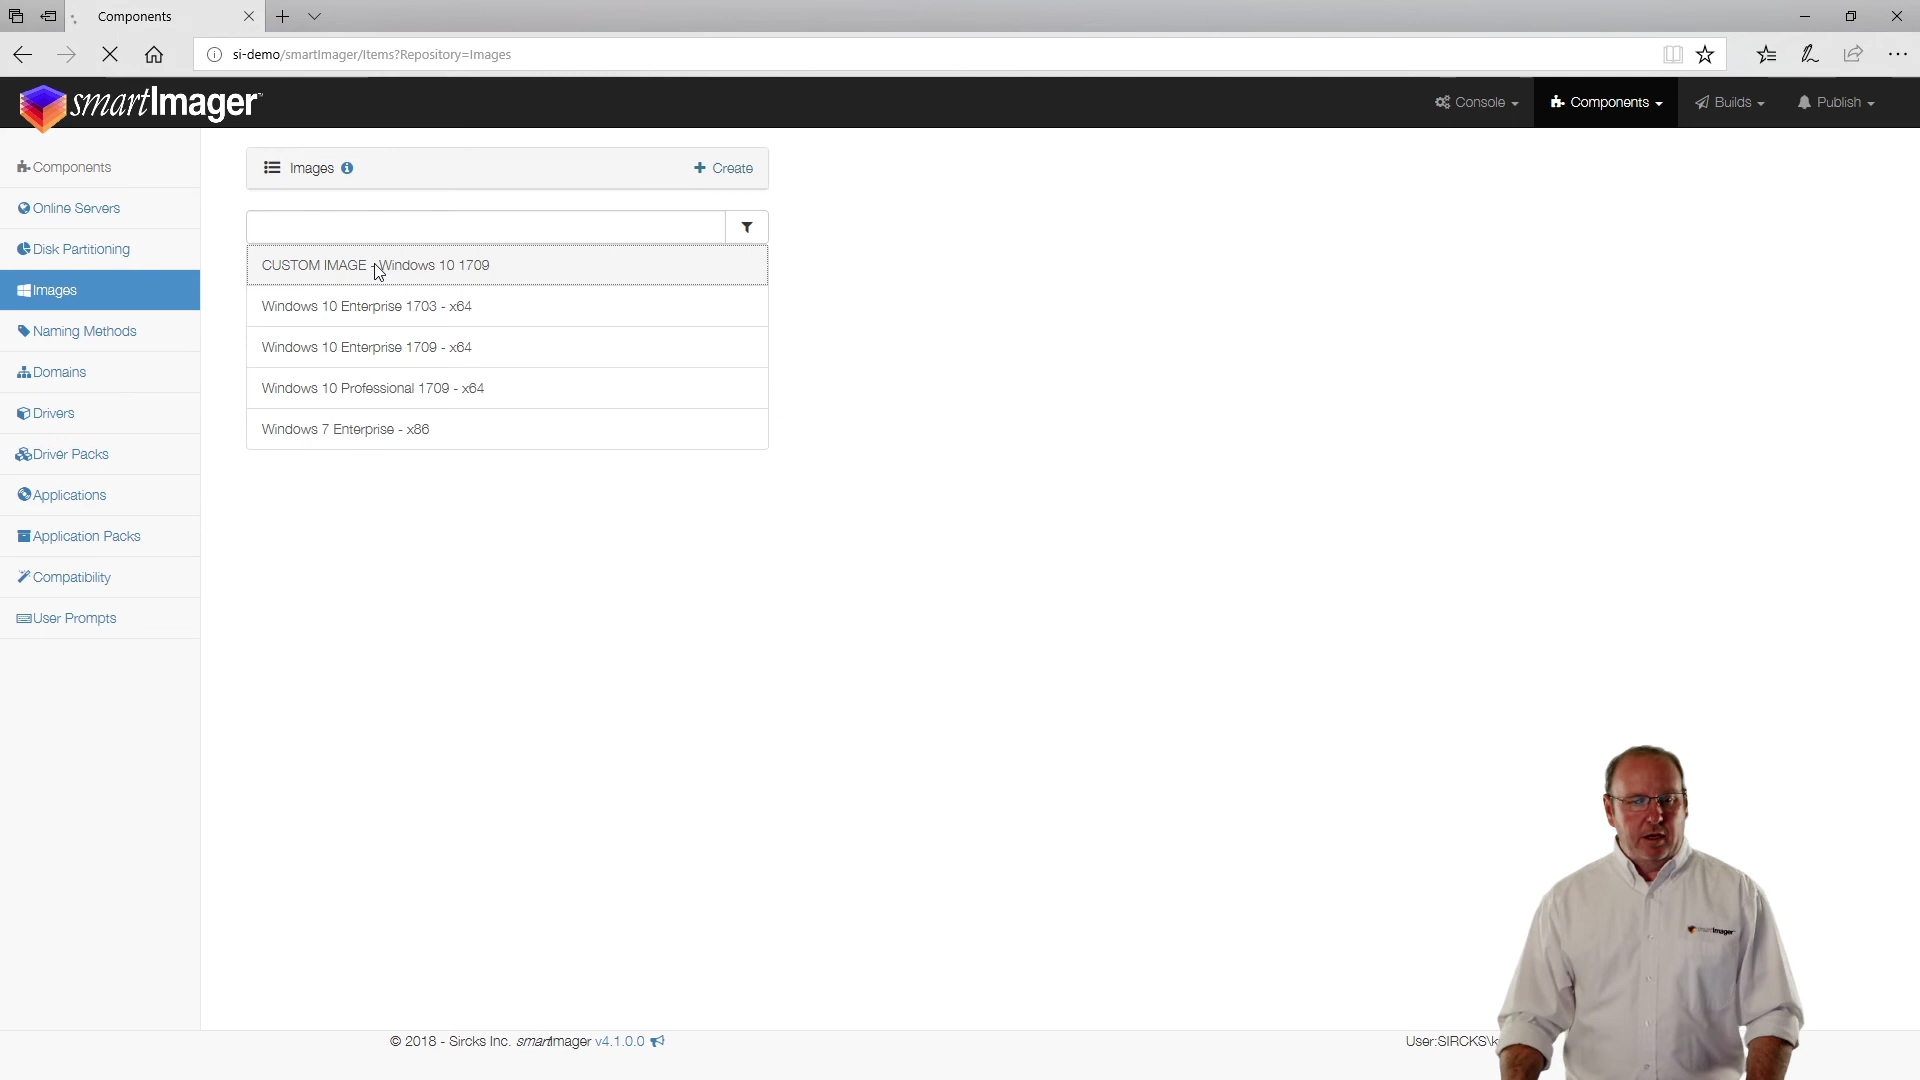 Components
si-demo/smartImager/Items?Repository=Images
smartImager™
Console
Components
Builds
Publish
Components
Online Servers
Disk Partitioning
Images
Naming Methods
Domains
Drivers
Driver Packs
Applications
Application Packs
Compatibility
User Prompts
Images
Create
CUSTOM IMAGE - Windows 10 1709
Windows 10 Enterprise 1703 - x64
Windows 10 Enterprise 1709 - x64
Windows 10 Professional 1709 - x64
Windows 7 Enterprise - x86
smartImager
© 2018 - Sircks Inc. smartImager v4.1.0.0
User:SIRCKS\k